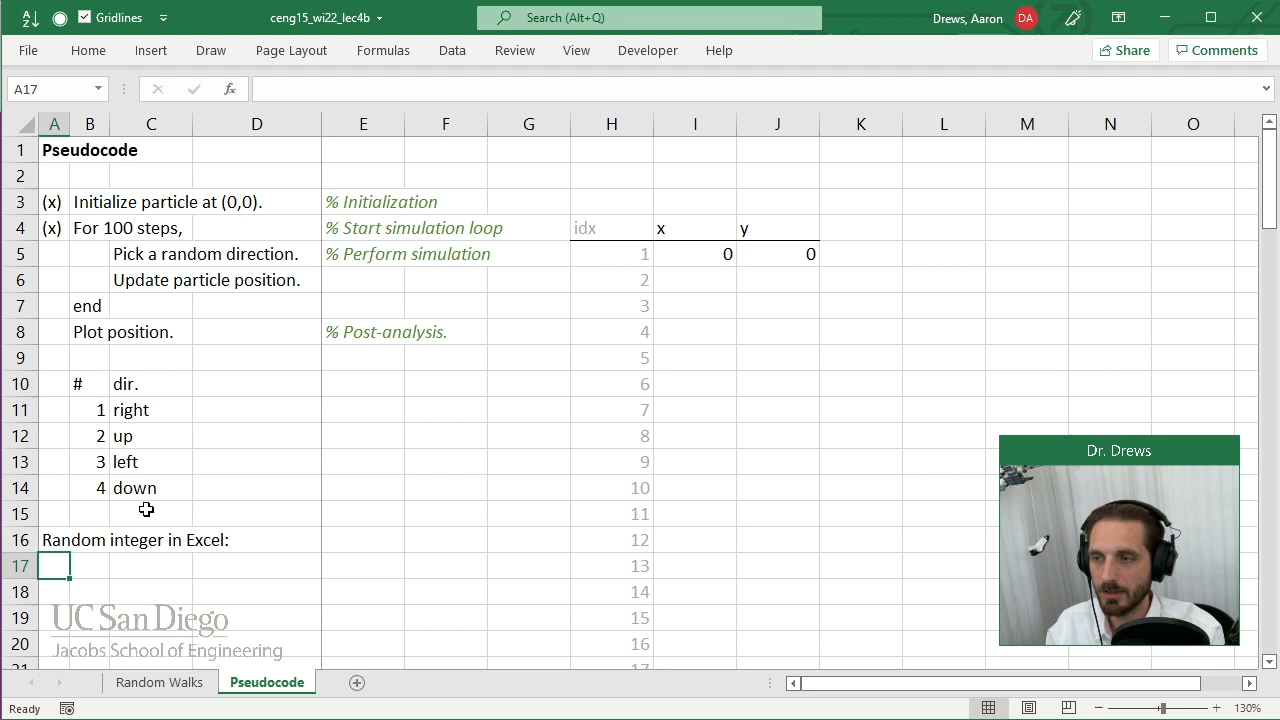 Gridlines
ceng15_wi22_lec4b
Search (Alt+Q)
Drews, Aaron
DA
File Home Insert Draw Page Layout Formulas Data Review View Developer Help
Share
Comments
A17
fx
A B C D E F G H I J K L M N O
1 Pseudocode
2
3 (x) Initialize particle at (0,0). % Initialization
4 (x) For 100 steps, % Start simulation loop idx x y
5 Pick a random direction. % Perform simulation 1 0 0
6 Update particle position. 2
7 end 3
8 Plot position. % Post-analysis. 4
9 5
10 # dir. 6
11 1 right 7
12 2 up 8
13 3 left 9
14 4 down 10
15 11
16 Random integer in Excel: 12
17 13
18 14
19 15
20 16
21 17
UC San Diego
Jacobs School of Engineering
Dr. Drews
Random Walks
Pseudocode
Ready
130%